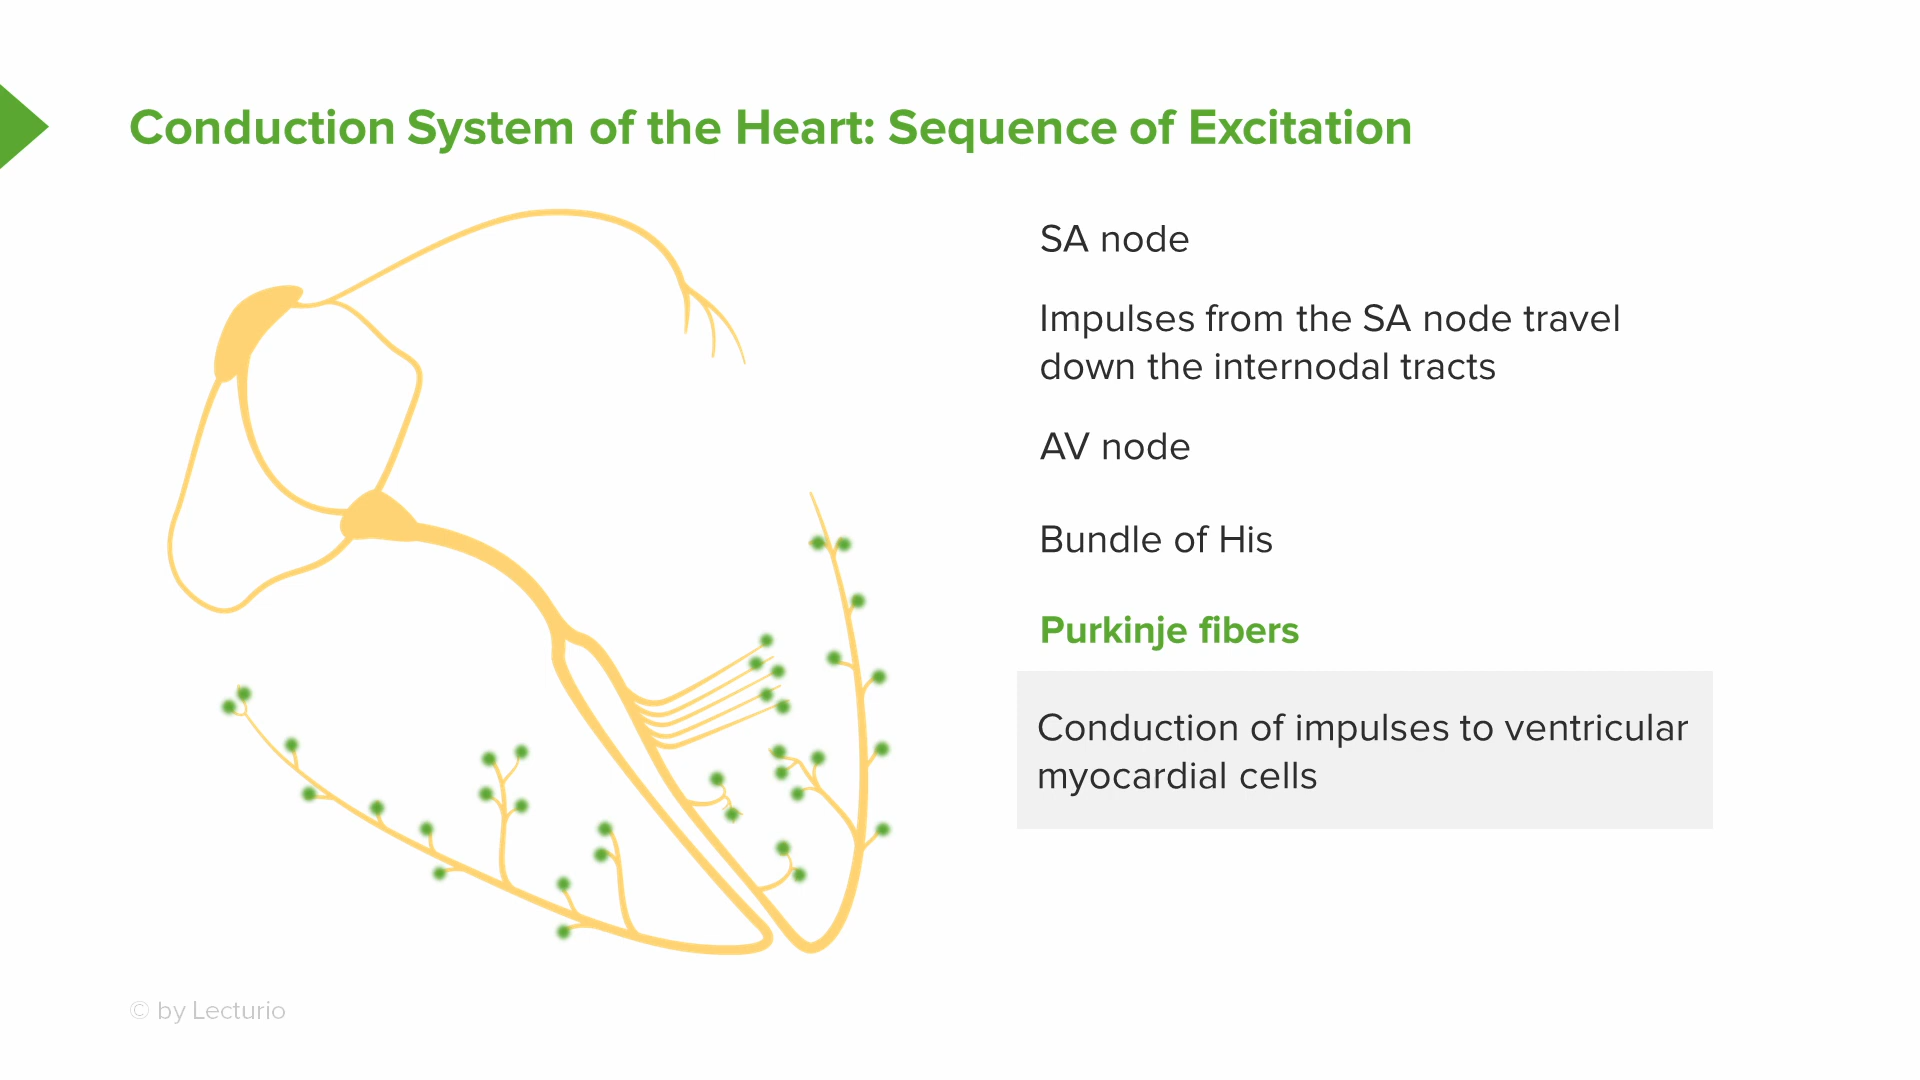 Conduction System of the Heart: Sequence of Excitation
SA node
Impulses from the SA node travel
down the internodal tracts
AV node
Bundle of His
Purkinje fibers
Conduction of impulses to ventricular
myocardial cells
© by Lecturio